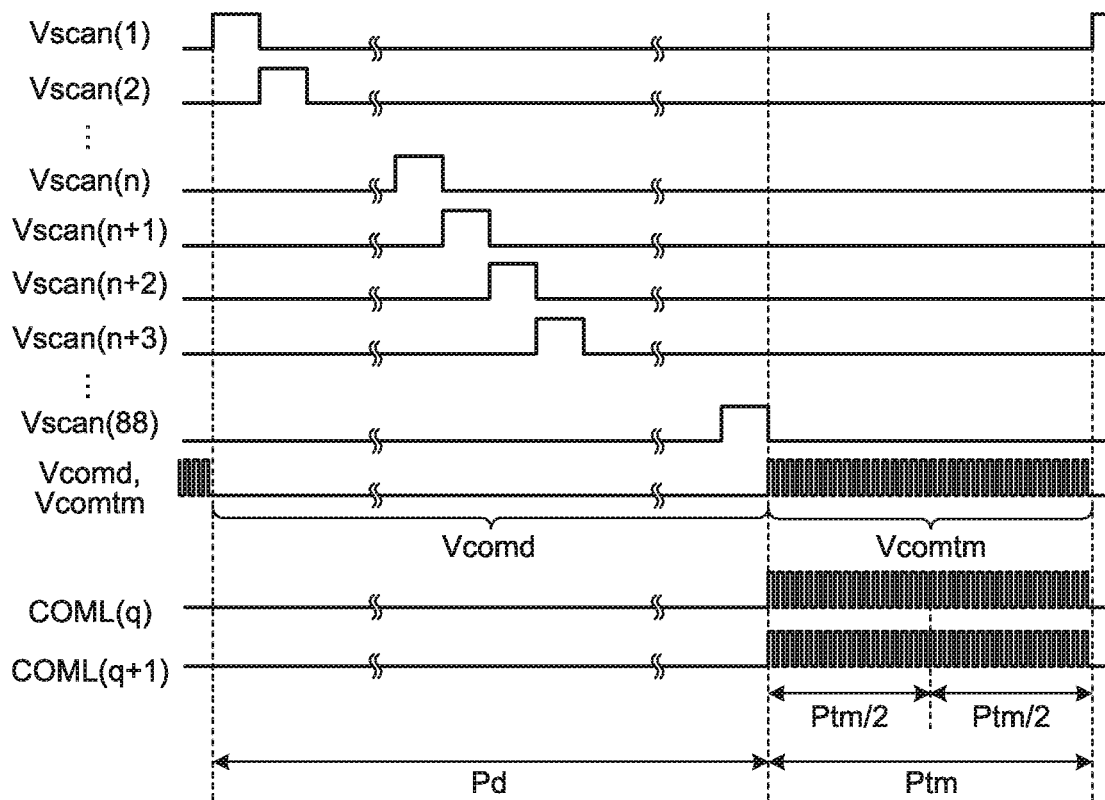 Vscan(1)
Vscan(2)
⋮
Vscan(n)
Vscan(n+1)
Vscan(n+2)
Vscan(n+3)
⋮
Vscan(88)
Vcomd,
Vcomtm
Vcomd
Vcomtm
COML(q)
COML(q+1)
Ptm/2
Ptm/2
Pd
Ptm